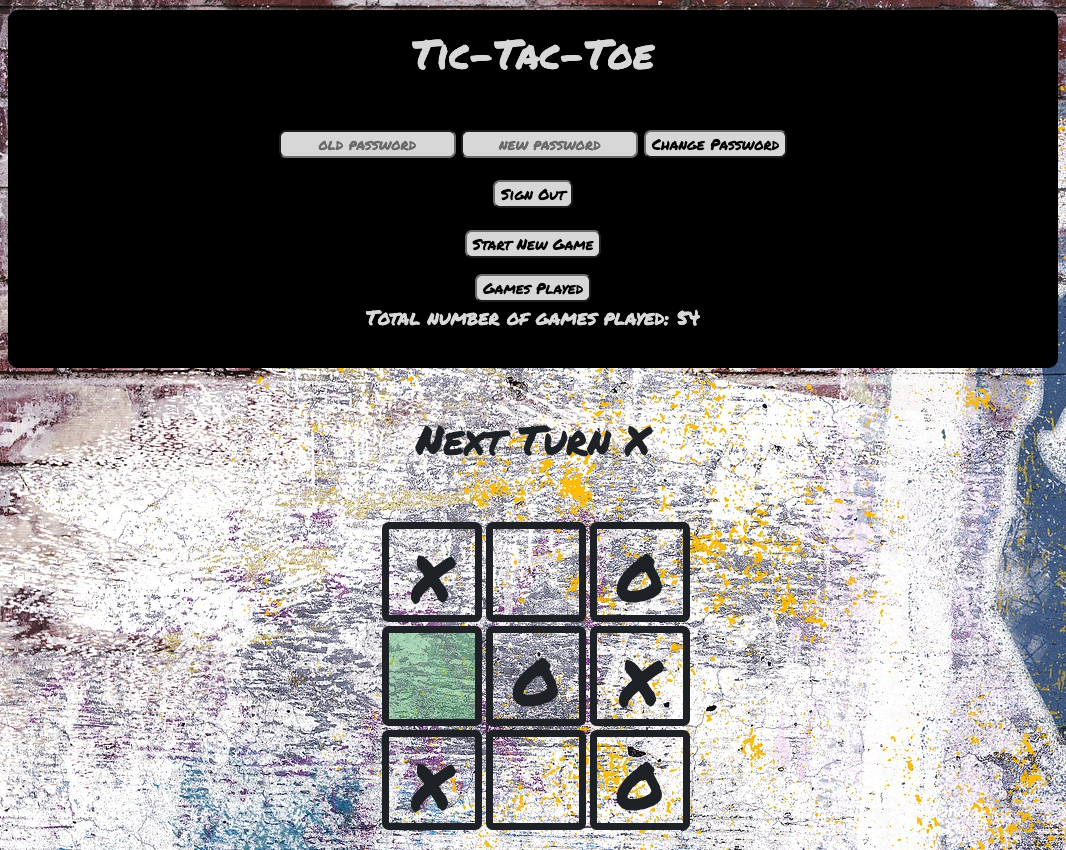 Tic-Tac-Toe
old password new password Change Password
Sign Out
Start New Game
Games Played
Total number of games played: 54
Next Turn X
X O
O X
X O